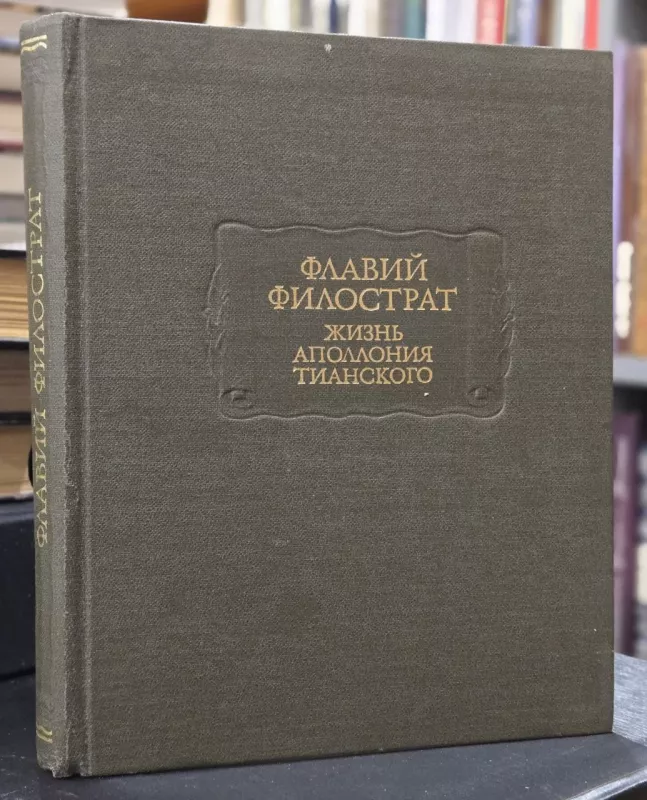 ФЛАВИЙ ФИЛОСТРАТ
ФЛАВИЙ
ФИЛОСТРАТ
ЖИЗНЬ
АПОЛЛОНИЯ
ТИАНСКОГО